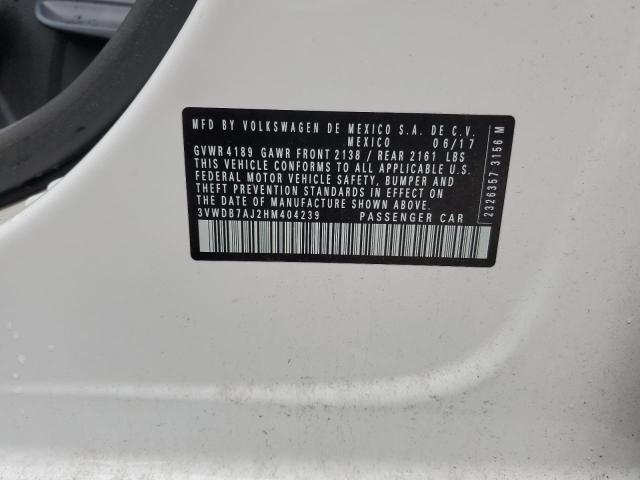 MFD BY VOLKSWAGEN DE MEXICO S.A. DE C.V.
MEXICO 06/17
GVWR 4189 GAWR FRONT 2138 / REAR 2161 LBS
THIS VEHICLE CONFORMS TO ALL APPLICABLE U.S.
FEDERAL MOTOR VEHICLE SAFETY, BUMPER AND
THEFT PREVENTION STANDARDS IN EFFECT ON
THE DATE OF MANUFACTURE SHOWN ABOVE
3VWDB7AJ2HM404239 PASSENGER CAR
2326357 3156 M